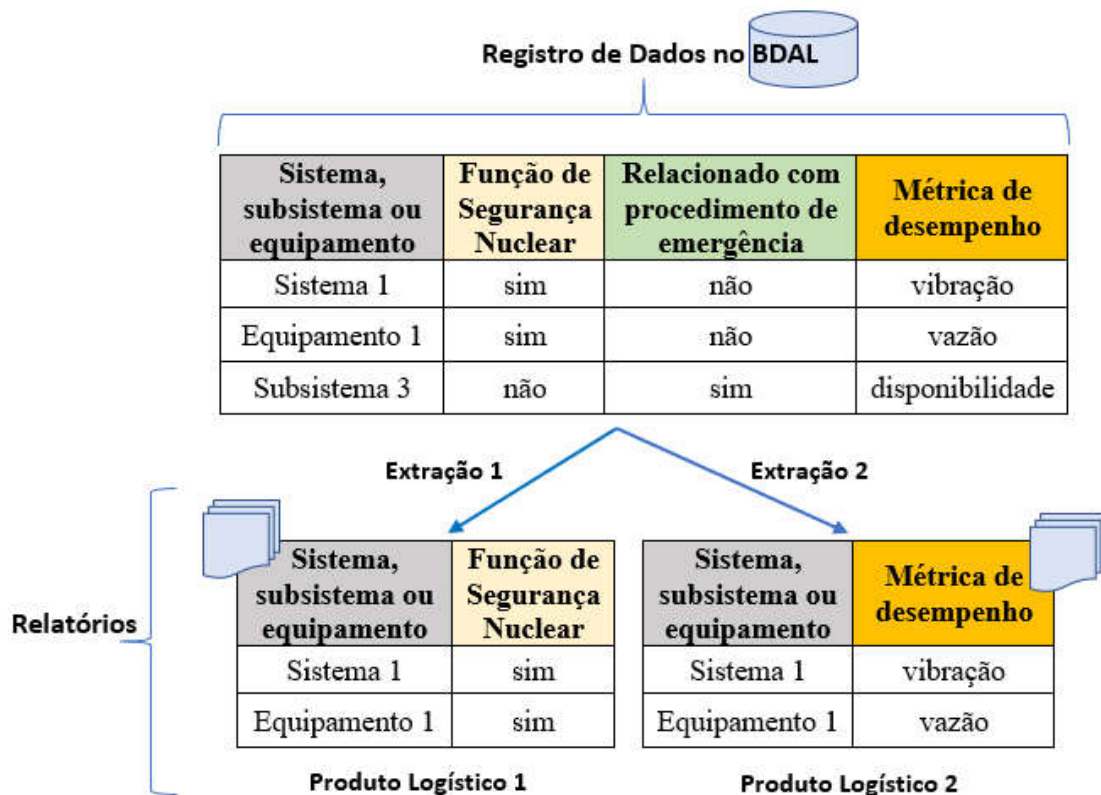 Registro de Dados no BDAL
Sistema, subsistema ou equipamento
Função de Segurança Nuclear
Relacionado com procedimento de emergência
Métrica de desempenho
Sistema 1 sim não vibração
Equipamento 1 sim não vazão
Subsistema 3 não sim disponibilidade
Extração 1
Extração 2
Relatórios
Sistema, subsistema ou equipamento
Função de Segurança Nuclear
Sistema 1 sim
Equipamento 1 sim
Produto Logístico 1
Sistema, subsistema ou equipamento
Métrica de desempenho
Sistema 1 vibração
Equipamento 1 vazão
Produto Logístico 2